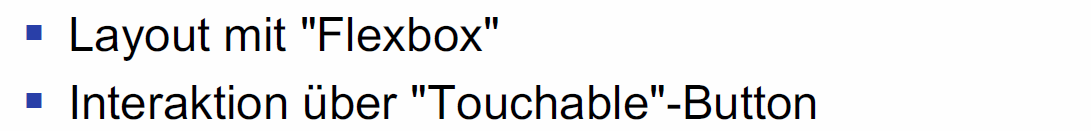 ▪ Layout mit "Flexbox"
▪ Interaktion über "Touchable"-Button